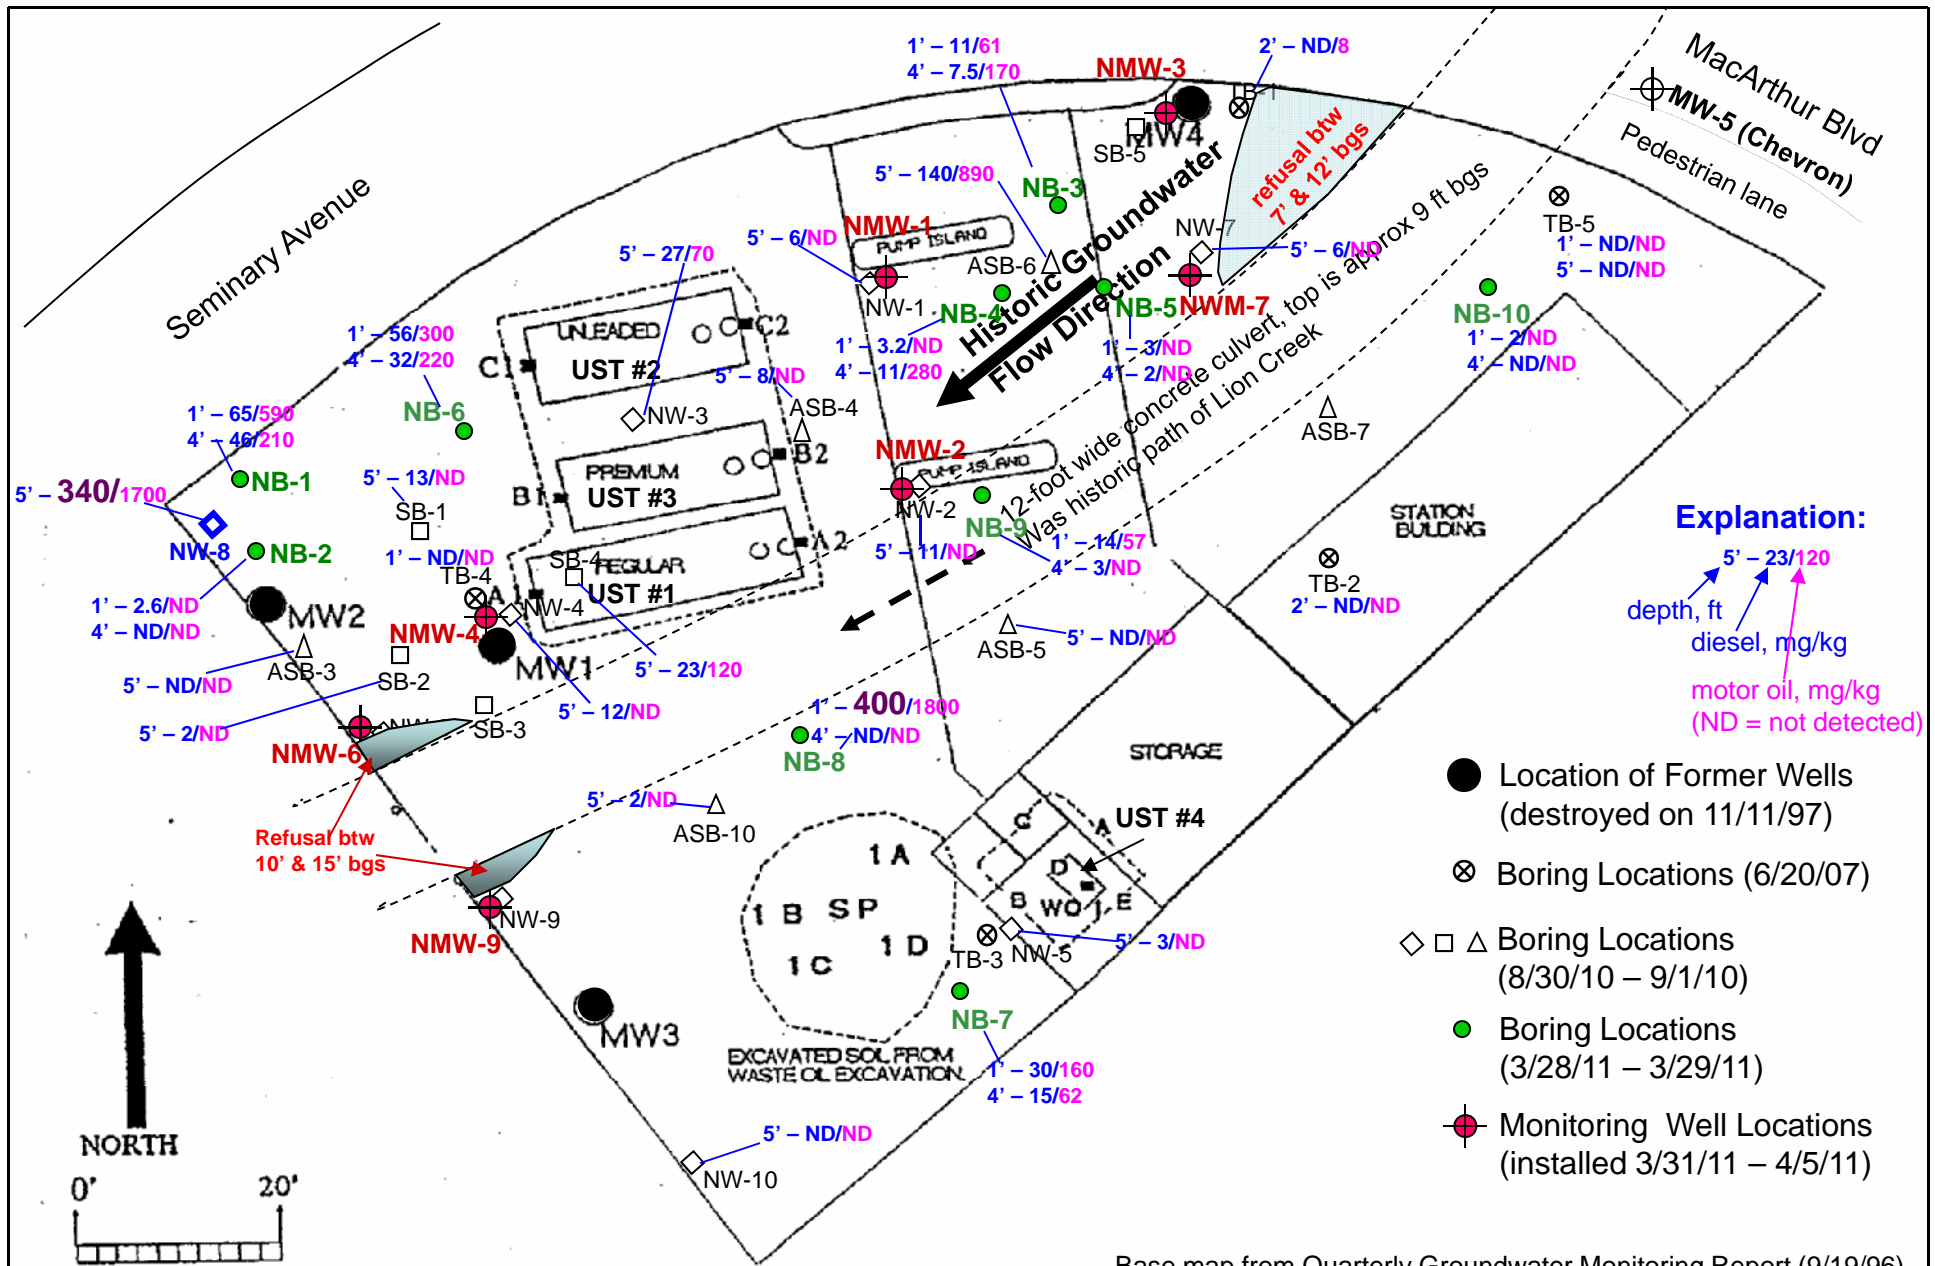 1’ – 11/61
4’ – 7.5/170
NMW-3
2’ – ND/8
TB-1
MW4
SB-5
refusal btw
7’ & 12’ bgs
MacArthur Blvd
MW-5 (Chevron)
Pedestrian lane
Seminary Avenue
5’ – 140/890
NB-3
NMW-1
PUMP ISLAND
5’ – 6/ND
NW-1
ASB-6
NB-4
1’ – 3.2/ND
4’ – 11/280
Historic Groundwater
Flow Direction
NW-7
5’ – 6/ND
NWM-7
NB-5
1’ – 3/ND
4’ – 2/ND
TB-5
1’ – ND/ND
5’ – ND/ND
NB-10
1’ – 2/ND
4’ – ND/ND
12-foot wide concrete culvert, top is approx 9 ft bgs
Was historic path of Lion Creek
5’ – 27/70
UNLEADED
UST #2
C1
C2
NW-3
5’ – 8/ND
ASB-4
1’ – 56/300
4’ – 32/220
NB-6
1’ – 65/590
4’ – 46/210
NB-1
5’ – 340/1700
NW-8
NB-2
1’ – 2.6/ND
4’ – ND/ND
5’ – 13/ND
SB-1
PREMIUM
UST #3
B1
B2
NMW-2
PUMP ISLAND
NW-2
5’ – 11/ND
NB-9
1’ – 14/57
4’ – 3/ND
ASB-7
STATION
BUILDING
TB-2
2’ – ND/ND
Explanation:
5’ – 23/120
depth, ft
diesel, mg/kg
motor oil, mg/kg
(ND = not detected)
1’ – ND/ND
TB-4
SB-4
REGULAR
UST #1
A1
A2
NW-4
NMW-4
MW1
MW2
ASB-3
5’ – ND/ND
SB-2
5’ – 2/ND
SB-3
5’ – 23/120
5’ – 12/ND
ASB-5
5’ – ND/ND
NW
NMW-6
Refusal btw
10’ & 15’ bgs
1’ – 400/1800
4’ – ND/ND
NB-8
5’ – 2/ND
ASB-10
STORAGE
UST #4
C
A
D
B
WO
E
F
1 A
1 B
SP
1 C
1 D
TB-3
NW-5
5’ – 3/ND
NB-7
1’ – 30/160
4’ – 15/62
NW-9
NMW-9
MW3
EXCAVATED SOL FROM
WASTE OIL EXCAVATION.
5’ – ND/ND
NW-10
NORTH
0’
20’
Location of Former Wells
(destroyed on 11/11/97)
Boring Locations (6/20/07)
Boring Locations
(8/30/10 – 9/1/10)
Boring Locations
(3/28/11 – 3/29/11)
Monitoring Well Locations
(installed 3/31/11 – 4/5/11)
Base map from Quarterly Groundwater Monitoring Report (9/19/96)